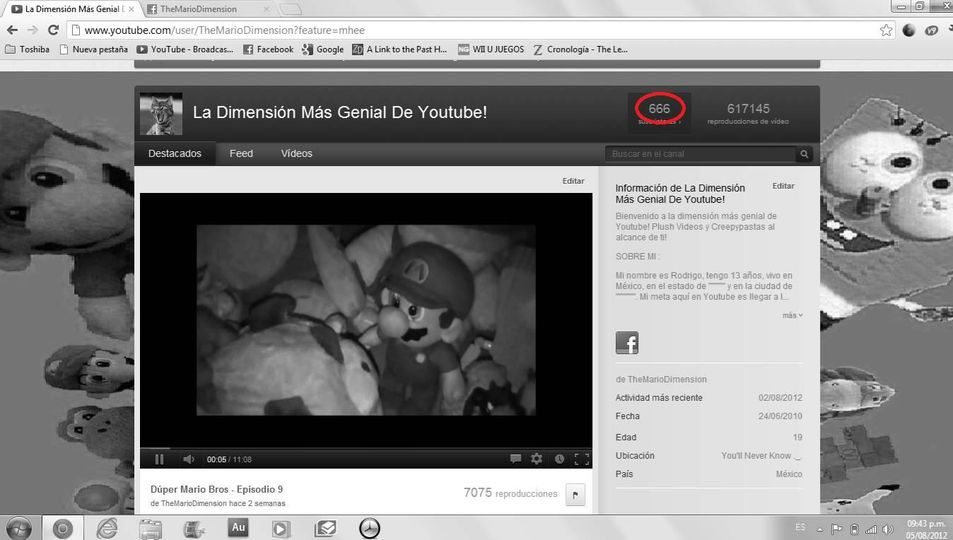 La Dimensión Más Genial D
TheMarioDimension
www.youtube.com/user/TheMarioDimension?feature=mhee
Toshiba
Nueva pestaña
YouTube - Broadcas...
Facebook
Google
A Link to the Past H...
WII U JUEGOS
Cronología - The Le...
La Dimensión Más Genial De Youtube!
666
suscriptores
617145
reproducciones de vídeo
Destacados
Feed
Vídeos
Buscar en el canal
Editar
00:05 / 11:08
Dúper Mario Bros - Episodio 9
de TheMarioDimension hace 2 semanas
7075 reproducciones
Información de La Dimensión
Más Genial De Youtube!
Editar
Bienvenido a la dimensión más genial de
Youtube! Plush Videos y Creepypastas al
alcance de ti!
SOBRE MI :
Mi nombre es Rodrigo, tengo 13 años, vivo en
México, en el estado de """"" y en la ciudad de
"""""". Mi meta aquí en Youtube es llegar a l...
más
f
de TheMarioDimension
Actividad más reciente 02/08/2012
Fecha 24/06/2010
Edad 19
Ubicación You'll Never Know ._.
País México
Au
ES
09:43 p.m.
05/08/2012